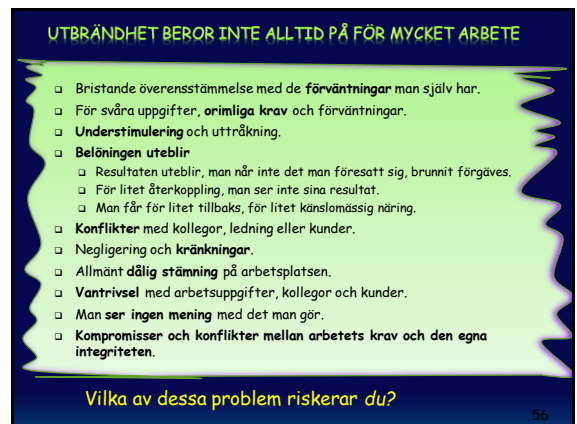 UTBRÄNDHET BEROR INTE ALLTID PÅ FÖR MYCKET ARBETE
Bristande överensstämmelse med de förväntningar man själv har.
För svåra uppgifter, orimliga krav och förväntningar.
Understimulering och uttråkning.
Belöningen uteblir
Resultaten uteblir, man når inte det man föresatt sig, brunnit förgäves.
För litet återkoppling, man ser inte sina resultat.
Man får för litet tillbaks, för litet känslomässig näring.
Konflikter med kollegor, ledning eller kunder.
Negligering och kränkningar.
Allmänt dålig stämning på arbetsplatsen.
Vantrivsel med arbetsuppgifter, kollegor och kunder.
Man ser ingen mening med det man gör.
Kompromisser och konflikter mellan arbetets krav och den egna
integriteten.
Vilka av dessa problem riskerar du?
56